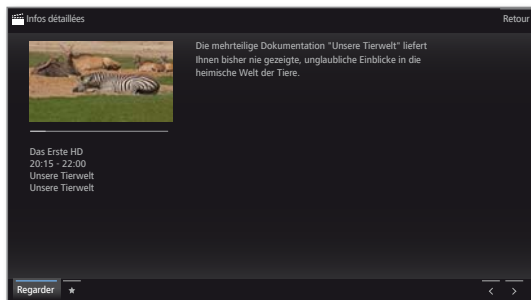 Infos détaillées
Retour
Die mehrteilige Dokumentation "Unsere Tierwelt" liefert
Ihnen bisher nie gezeigte, unglaubliche Einblicke in die
heimische Welt der Tiere.
Das Erste HD
20:15 - 22:00
Unsere Tierwelt
Unsere Tierwelt
Regarder